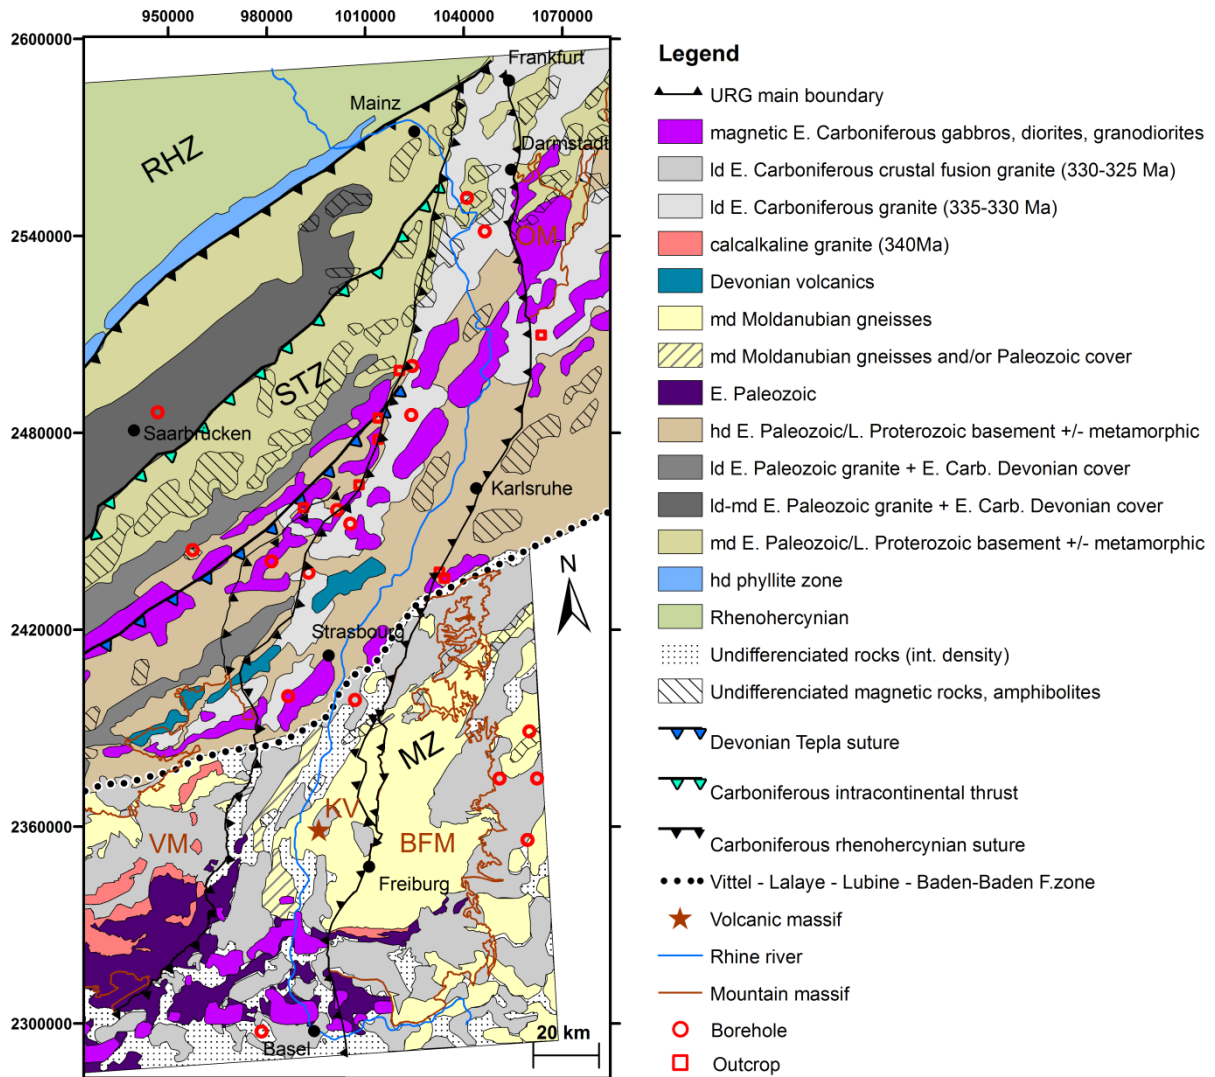 950000 980000 1010000 1040000 1070000
2600000
2540000
2480000
2420000
2360000
2300000
Frankfurt
Mainz
RHZ
Darmstadt
OM
STZ
Saarbrücken
Karlsruhe
N
Strasbourg
MZ
KV
VM
BFM
Freiburg
Basel
20 km
Legend
URG main boundary
magnetic E. Carboniferous gabbros, diorites, granodiorites
ld E. Carboniferous crustal fusion granite (330-325 Ma)
ld E. Carboniferous granite (335-330 Ma)
calcalkaline granite (340Ma)
Devonian volcanics
md Moldanubian gneisses
md Moldanubian gneisses and/or Paleozoic cover
E. Paleozoic
hd E. Paleozoic/L. Proterozoic basement +/- metamorphic
ld E. Paleozoic granite + E. Carb. Devonian cover
ld-md E. Paleozoic granite + E. Carb. Devonian cover
md E. Paleozoic/L. Proterozoic basement +/- metamorphic
hd phyllite zone
Rhenohercynian
Undifferenciated rocks (int. density)
Undifferenciated magnetic rocks, amphibolites
Devonian Tepla suture
Carboniferous intracontinental thrust
Carboniferous rhenohercynian suture
Vittel - Lalaye - Lubine - Baden-Baden F.zone
Volcanic massif
Rhine river
Mountain massif
Borehole
Outcrop